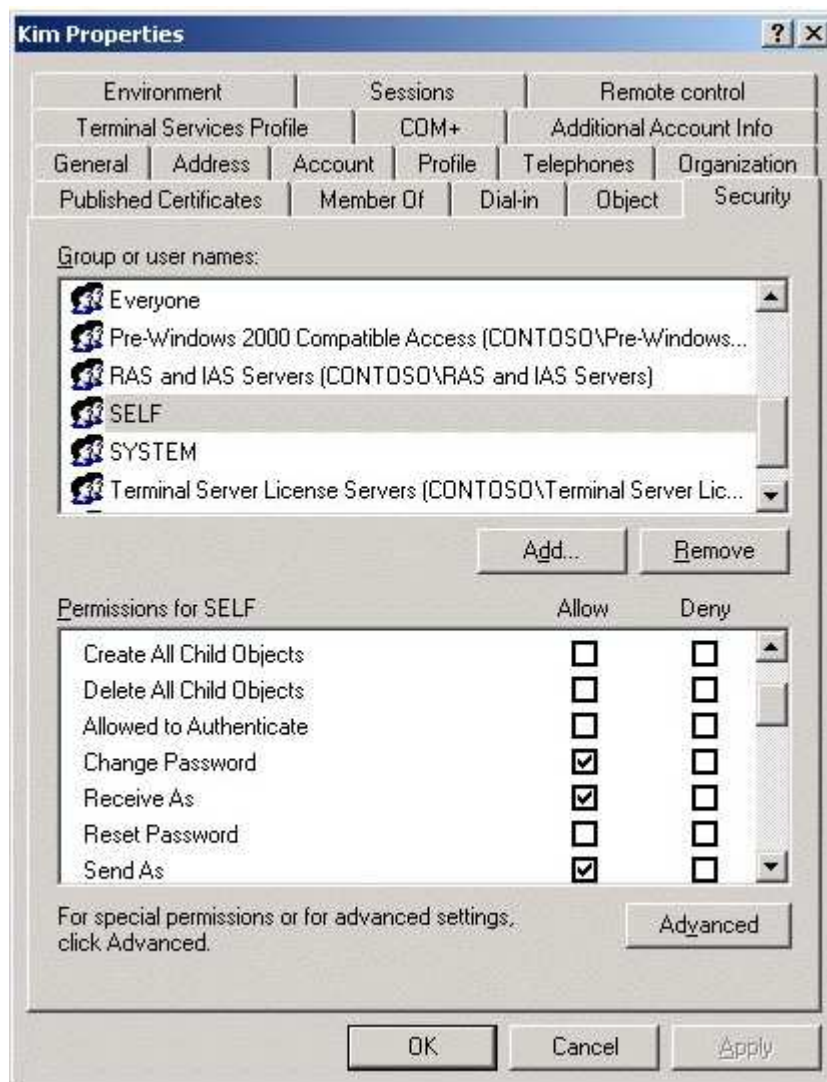 Kim Properties
Environment Sessions Remote control
Terminal Services Profile COM+ Additional Account Info
General Address Account Profile Telephones Organization
Published Certificates Member Of Dial-in Object Security
Group or user names:
Everyone
Pre-Windows 2000 Compatible Access (CONTOSO\Pre-Windows...
RAS and IAS Servers (CONTOSO\RAS and IAS Servers)
SELF
SYSTEM
Terminal Server License Servers (CONTOSO\Terminal Server Lic...
Add... Remove
Permissions for SELF Allow Deny
Create All Child Objects
Delete All Child Objects
Allowed to Authenticate
Change Password
Receive As
Reset Password
Send As
For special permissions or for advanced settings,
click Advanced.
Advanced
OK Cancel Apply